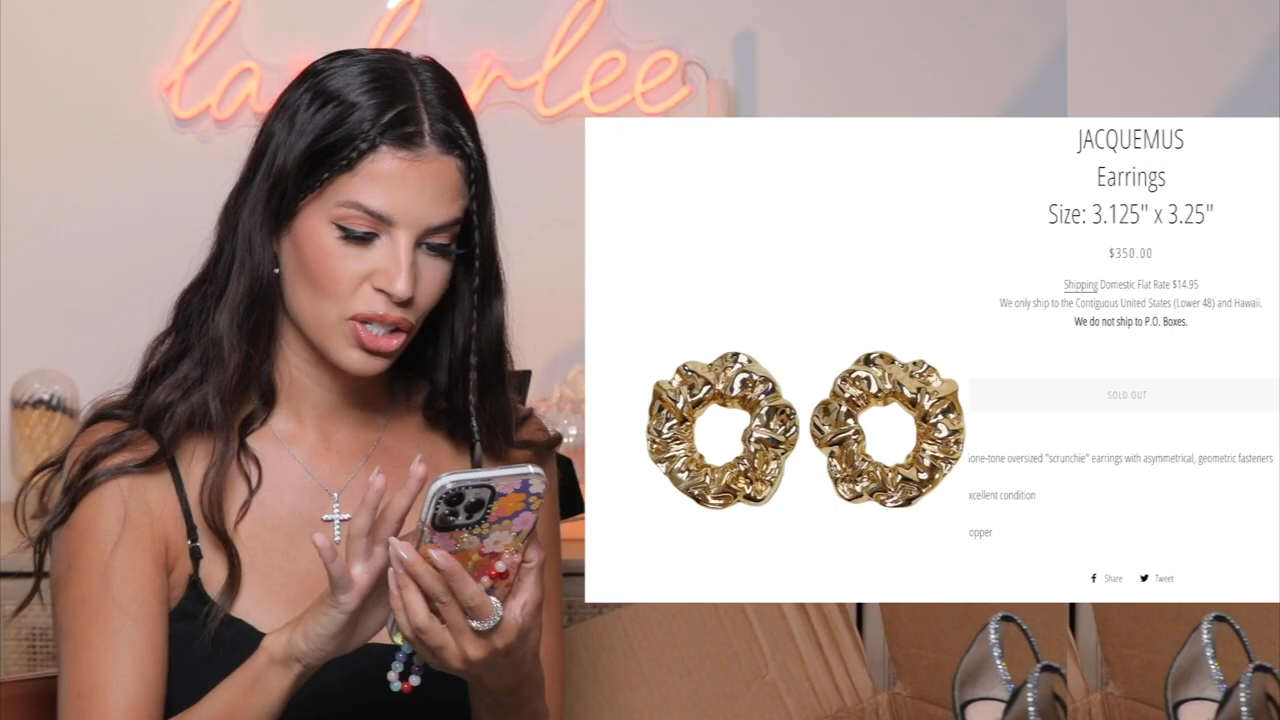 JACQUEMUS
Earrings
Size: 3.125" x 3.25"
$350.00
Shipping Domestic Flat Rate $14.95
We only ship to the Contiguous United States (Lower 48) and Hawaii.
We do not ship to P.O. Boxes.
SOLD OUT
one-tone oversized "scrunchie" earrings with asymmetrical, geometric fasteners
xcellent condition
opper
Share Tweet